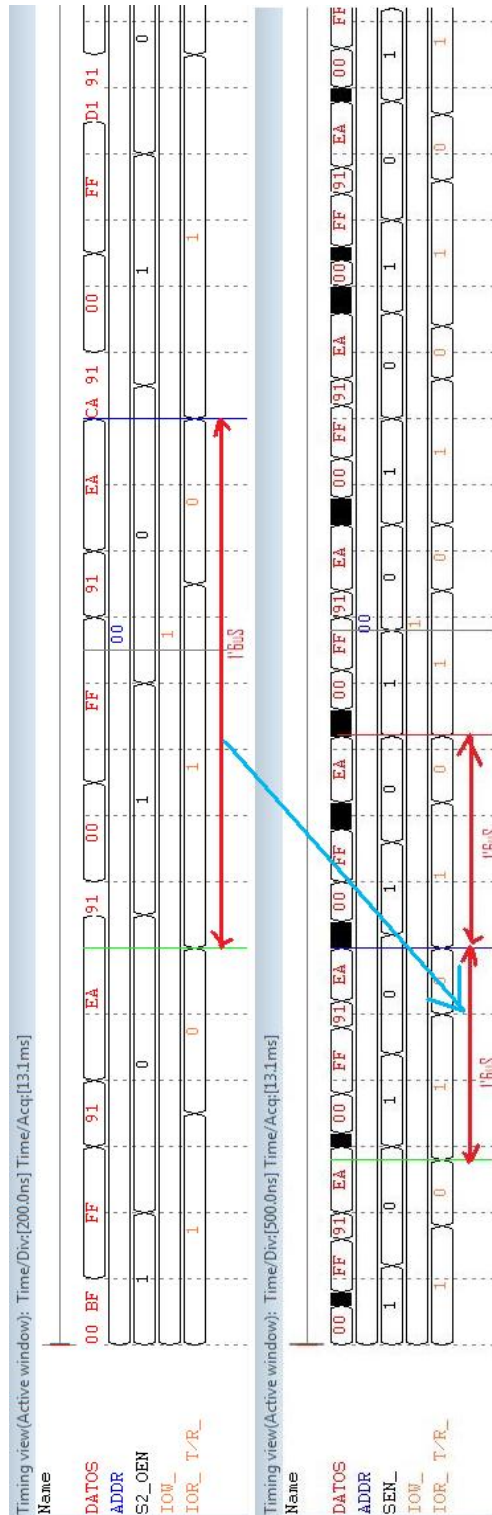 Timing view(Active window): Time/Div:[200.0ns] Time/Acq:[13.1ms]
Name
DATOS 00 BF FF 91 EA 91 00 FF 91 EA CA 91 00 FF D1 91
ADDR 00
S2_OEN 1 0 1 0 1 0
IOW_ 1
IOR_ T/R_ 1 0 1 0 1
1'6uS
Timing view(Active window): Time/Div:[500.0ns] Time/Acq:[13.1ms]
Name
DATOS 00 FF 91 EA 00 FF 91 EA 00 FF EA 00 FF 91 EA 00 FF 91 EA 00 FF 91 EA 00 FF
ADDR 00
SEN_ 1 0 1 0 1 0 1 0 1 0 1 0 1
IOW_ 1
IOR_ T/R_ 1 0 1 0 1 0 1 0 1 0 1 0 1
1'6uS 1'6uS